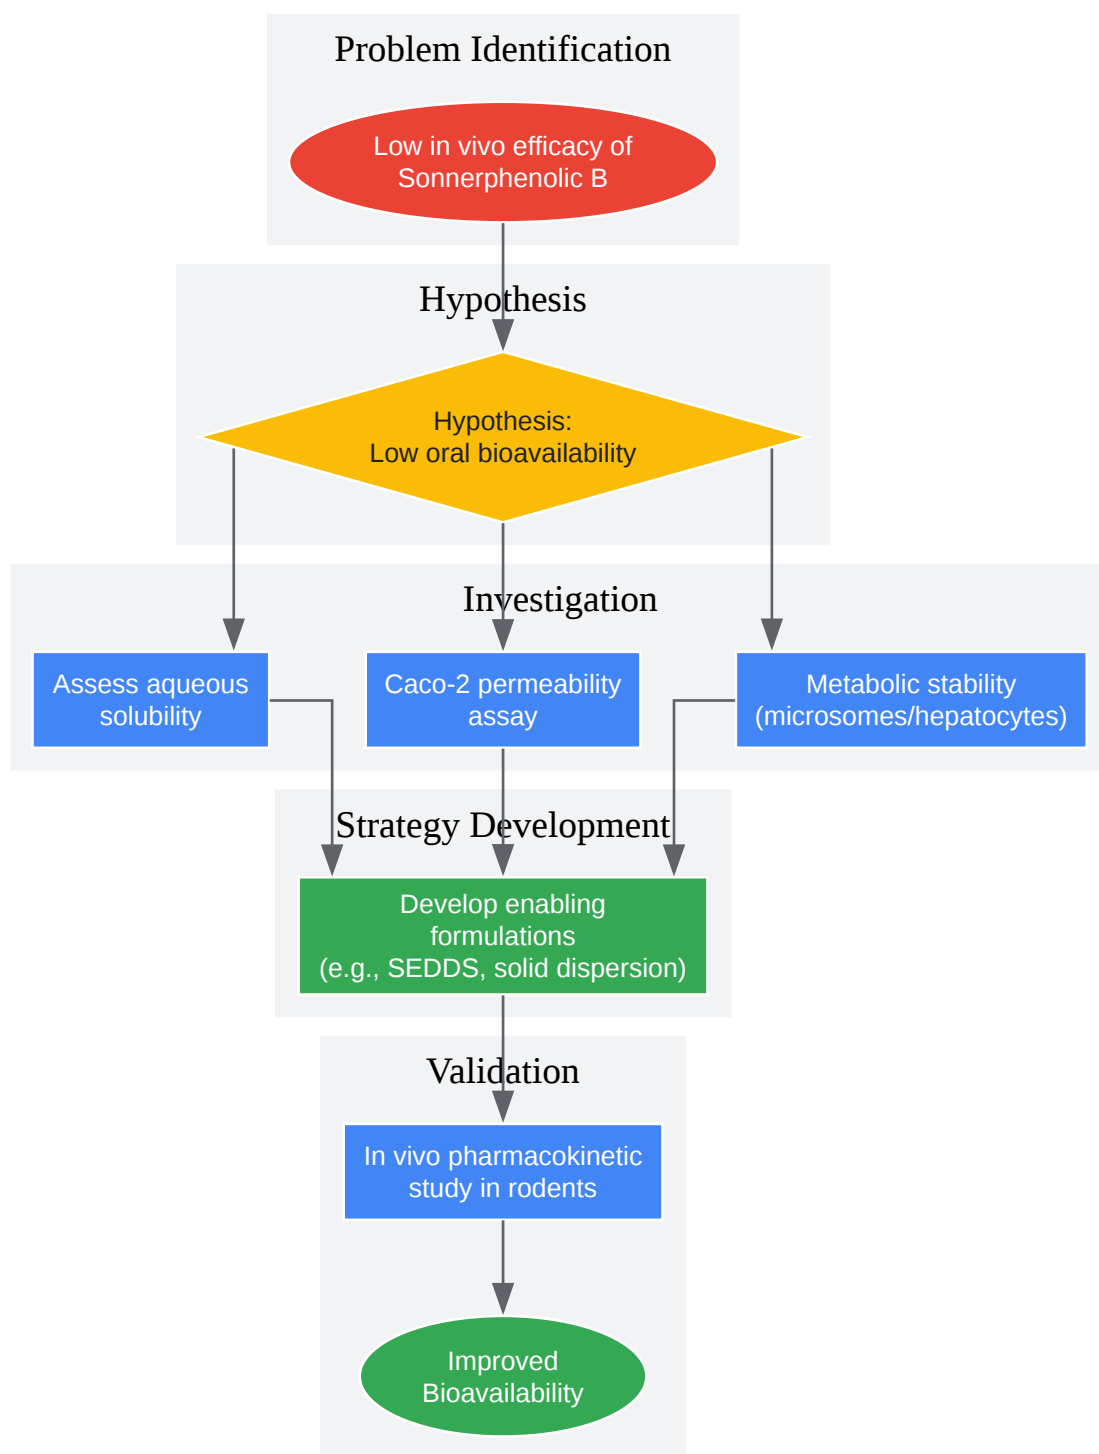 Problem Identification
Low in vivo efficacy of
Sonnerphenolic B
Hypothesis
Hypothesis:
Low oral bioavailability
Investigation
Assess aqueous
solubility
Caco-2 permeability
assay
Metabolic stability
(microsomes/hepatocytes)
Strategy Development
Develop enabling
formulations
(e.g., SEDDS, solid dispersion)
Validation
In vivo pharmacokinetic
study in rodents
Improved
Bioavailability